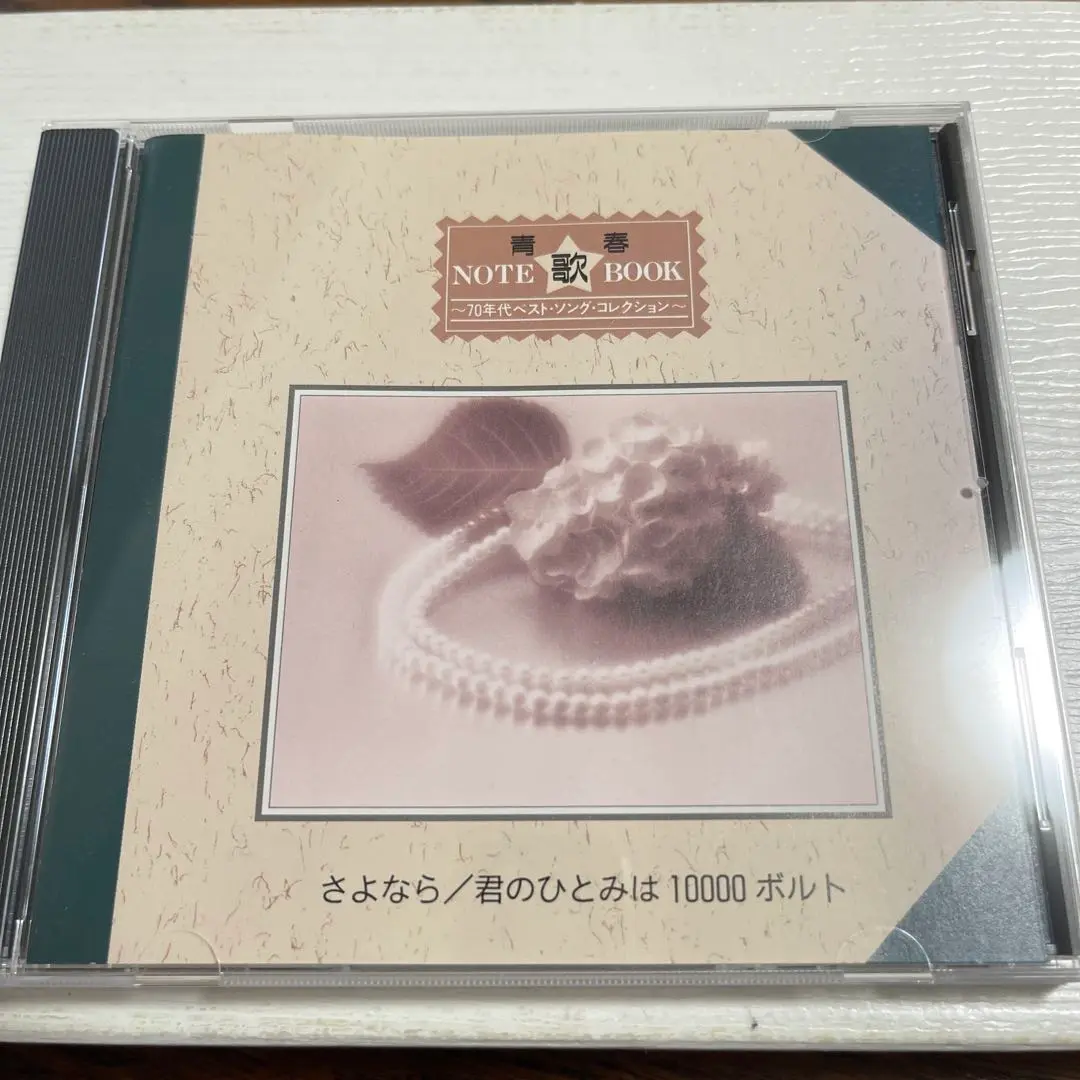 青春
NOTE 歌 BOOK
～70年代ベスト・ソング・コレクション～
さよなら／君のひとみは10000ボルト